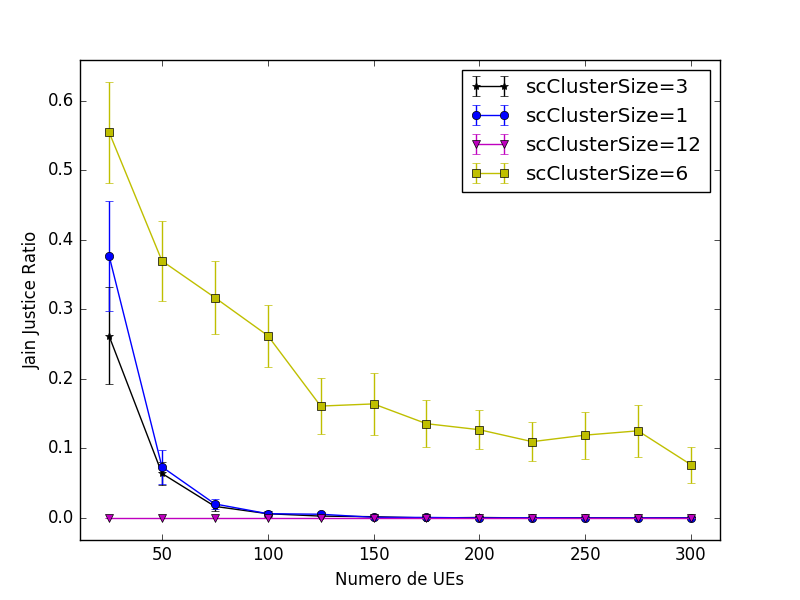 scClusterSize=3
scClusterSize=1
scClusterSize=12
scClusterSize=6
Jain Justice Ratio
0.6
0.5
0.4
0.3
0.2
0.1
0.0
50 100 150 200 250 300
Numero de UEs